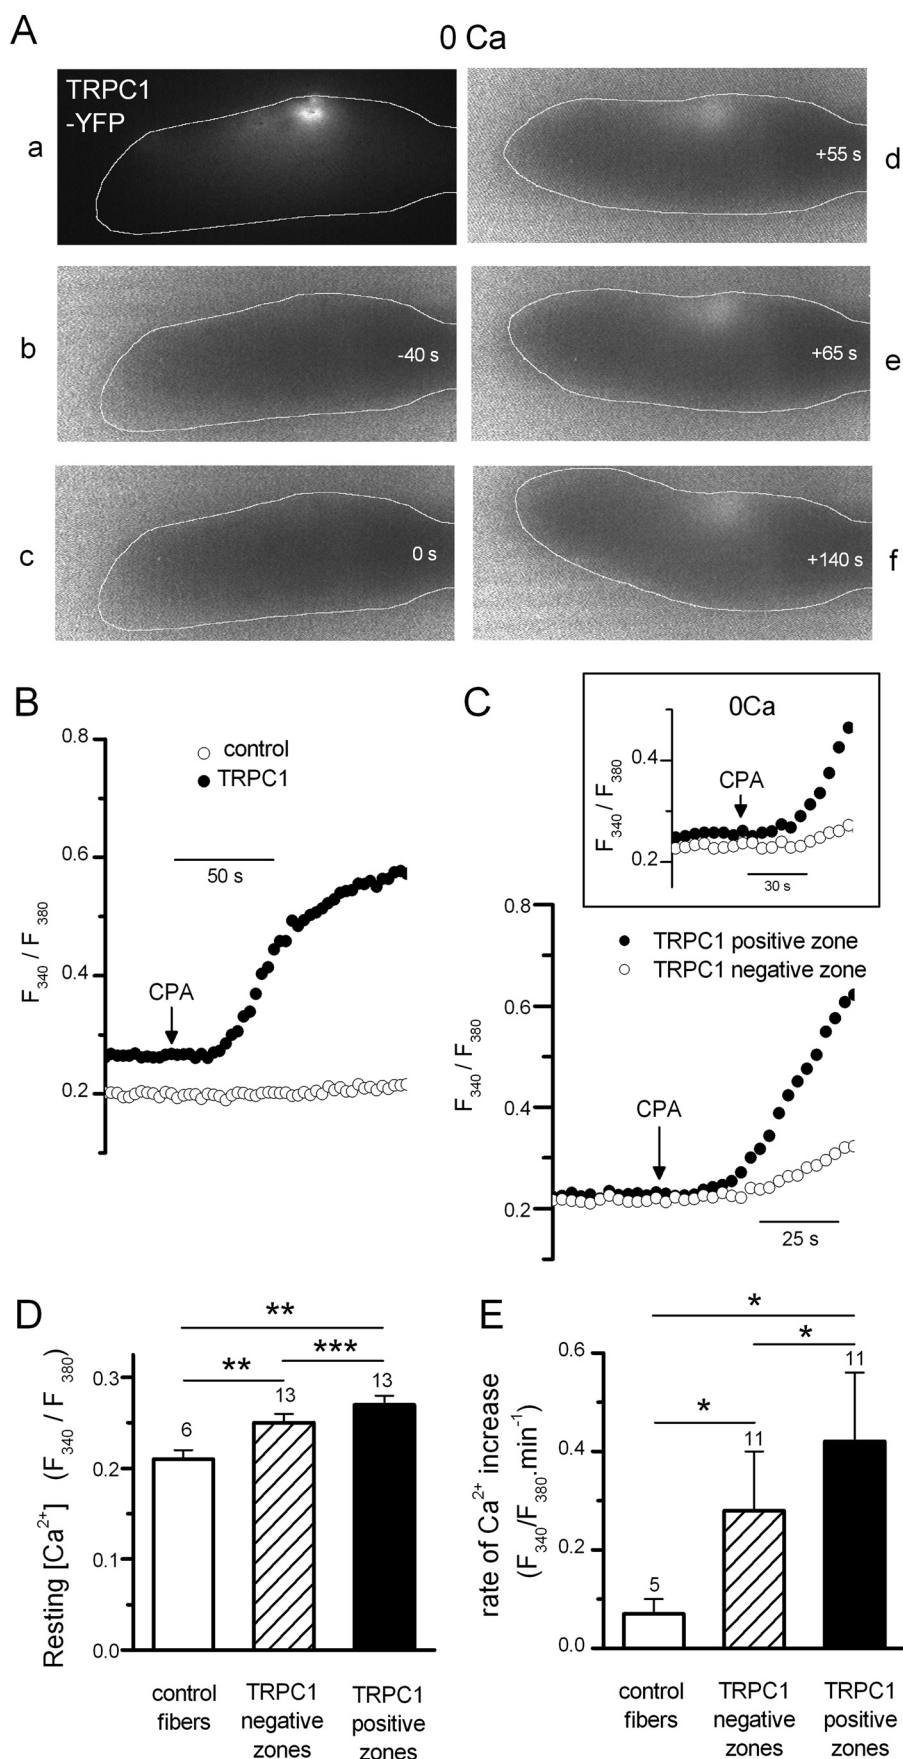 A
0 Ca
TRPC1
-YFP
a
+55 s
d
b
-40 s
+65 s
e
c
0 s
+140 s
f
B
0.8
0.6
0.4
0.2
F340 / F380
control
TRPC1
50 s
CPA
C
0Ca
0.4
0.2
F340 / F380
CPA
30 s
0.8
0.6
0.4
0.2
F340 / F380
TRPC1 positive zone
TRPC1 negative zone
CPA
25 s
D
**
**
***
0.3
0.2
0.1
0.0
Resting [Ca2+] (F340 / F380)
6
13
13
control
fibers
TRPC1
negative
zones
TRPC1
positive
zones
E
*
*
*
0.6
0.4
0.2
0.0
rate of Ca2+ increase
(F340/F380.min-1)
5
11
11
control
fibers
TRPC1
negative
zones
TRPC1
positive
zones